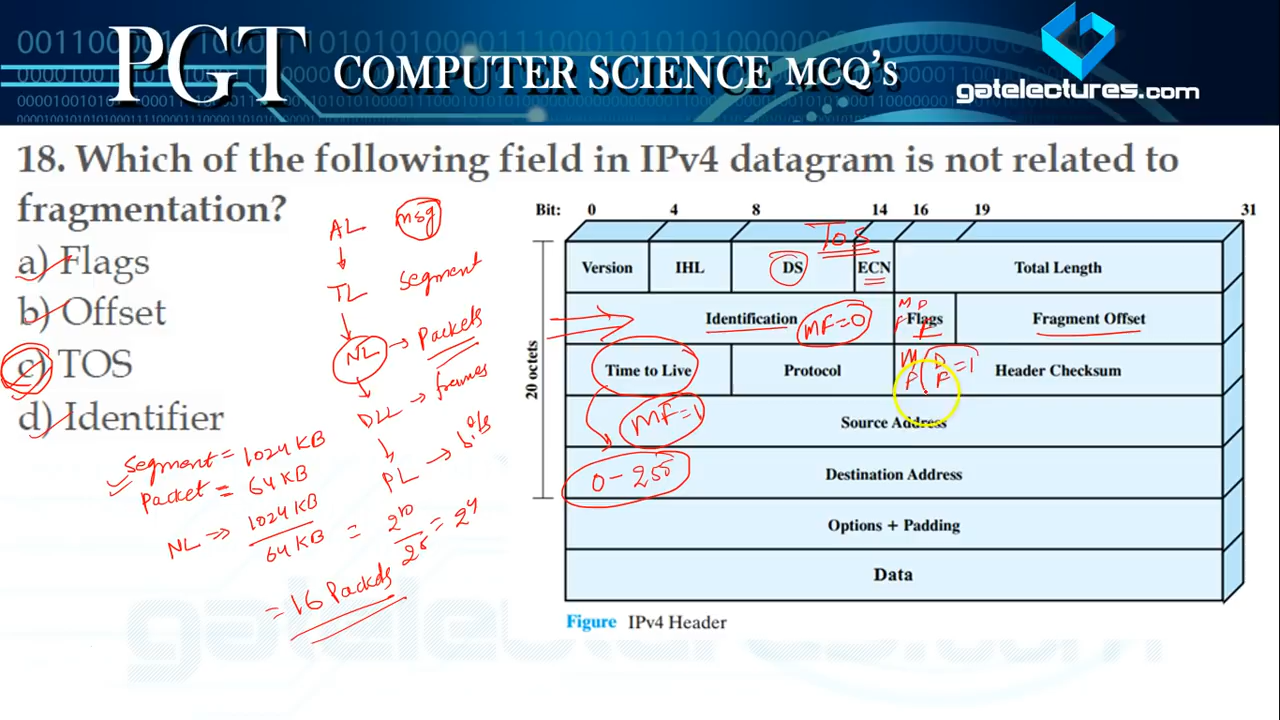 PGT COMPUTER SCIENCE MCQ'S
gatelectures.com
18. Which of the following field in IPv4 datagram is not related to
fragmentation?
a) Flags
b) Offset
c) TOS
d) Identifier
AL msg
TL segment
NL → Packets
DLL → frames
PL → bits
Segment = 1024 KB
Packet = 64 KB
NL ⇒ 1024 KB / 64 KB = 2^10 / 2^6 = 2^4
= 16 Packets
Bit: 0 4 8 14 16 19 31
TOS
Version IHL DS ECN Total Length
M D
F F
Identification MF=0 Flags Fragment Offset
20 octets
Time to Live Protocol M F D F =1 Header Checksum
MF=1
Source Address
0 - 255
Destination Address
Options + Padding
Data
Figure IPv4 Header
gatelectures.com